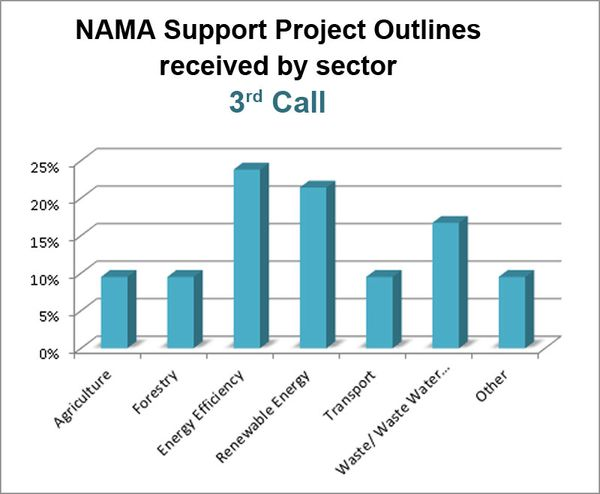 NAMA Support Project Outlines
received by sector
3rd Call
25%
20%
15%
10%
5%
0%
Agriculture
Forestry
Energy Efficiency
Renewable Energy
Transport
Waste/ Waste Water...
Other